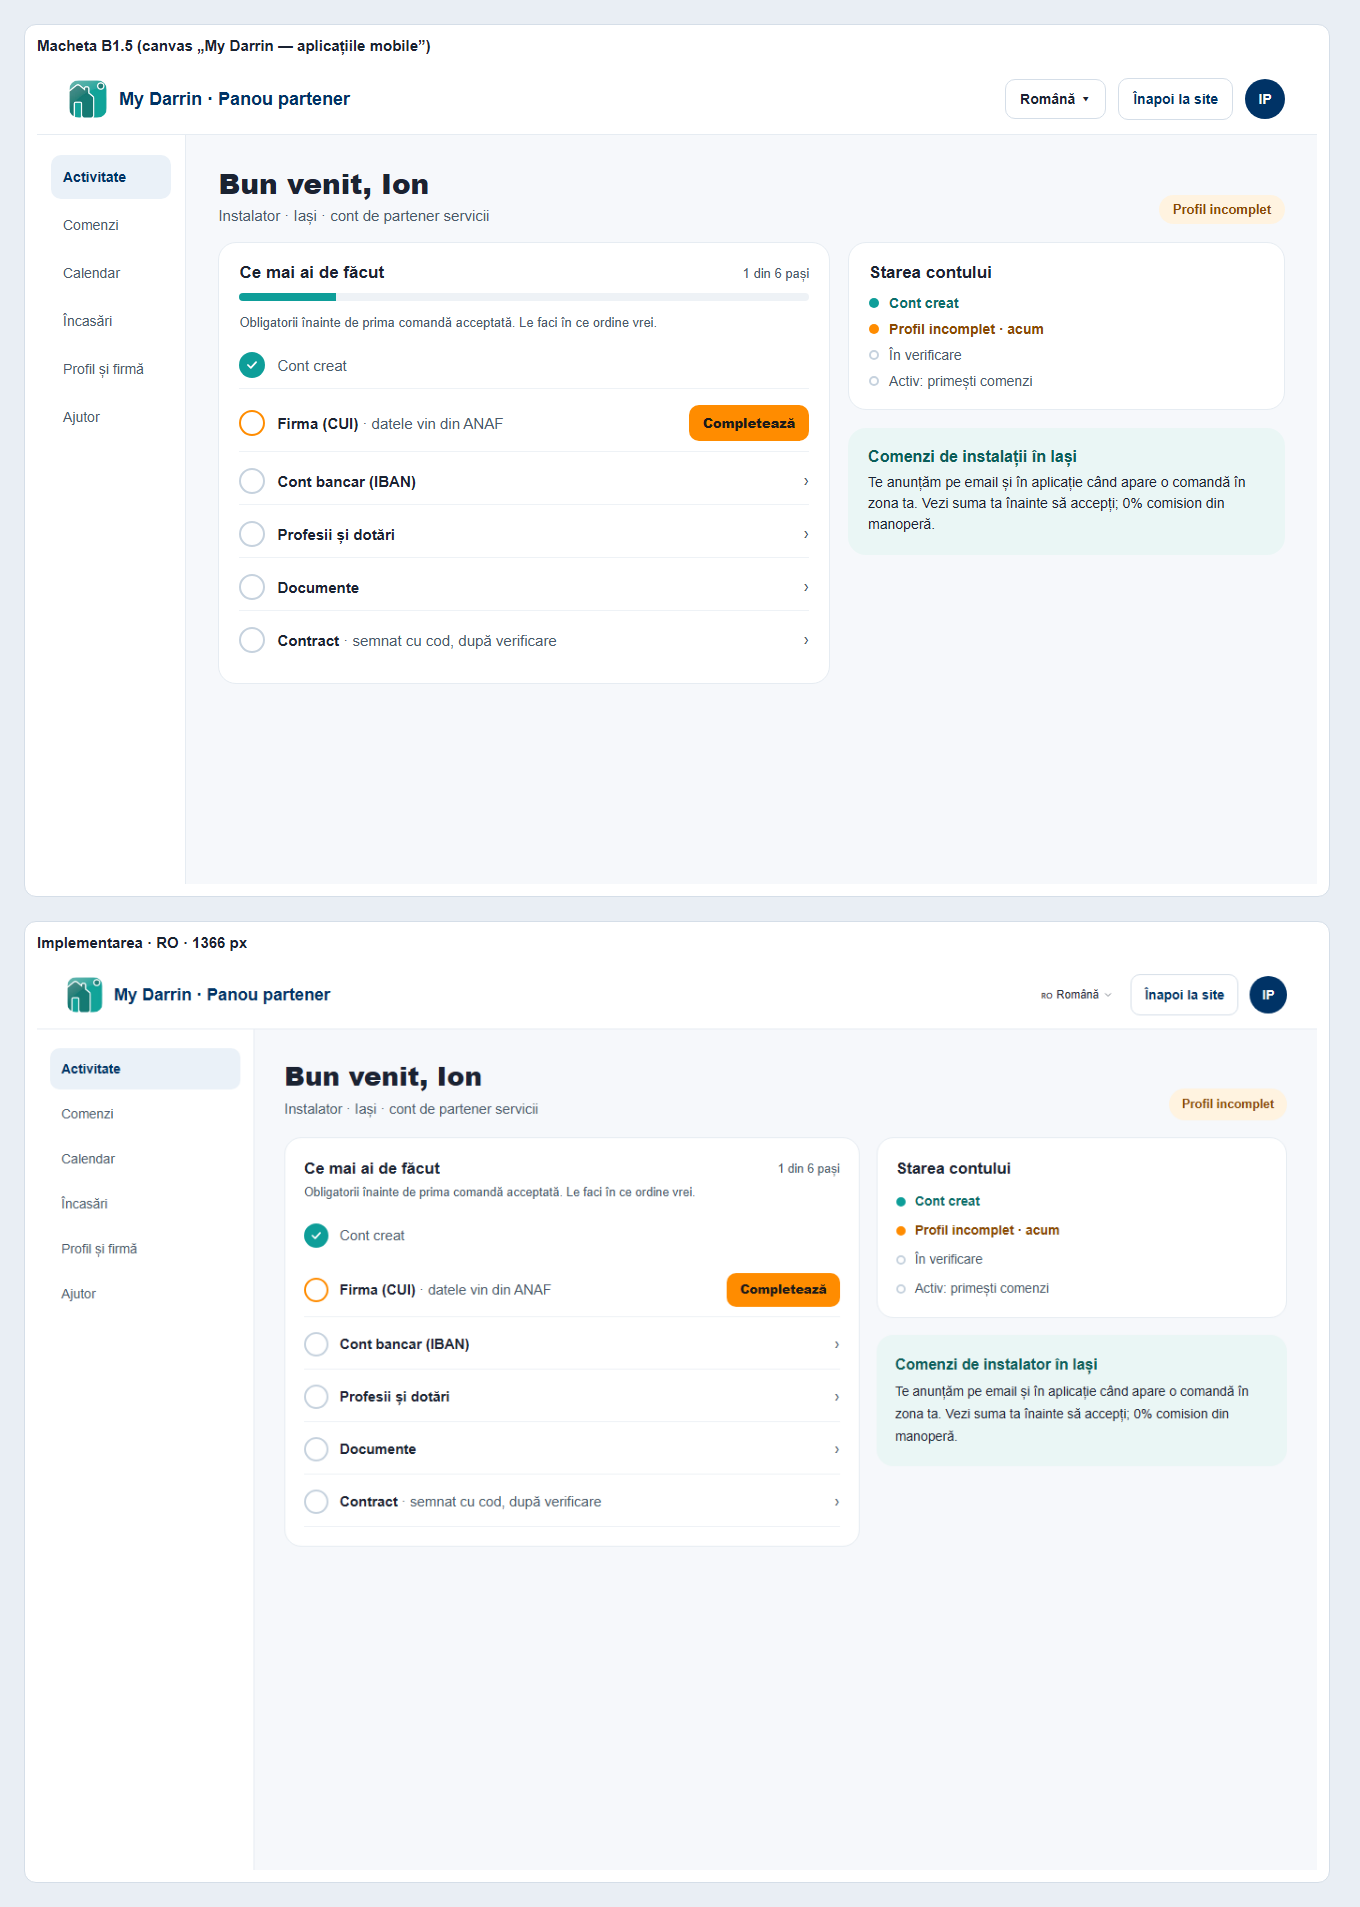 Macheta B1.5 (canvas „My Darrin — aplicațiile mobile”)
My Darrin · Panou partener
Română ▼
Înapoi la site
IP
Activitate
Comenzi
Calendar
Încasări
Profil și firmă
Ajutor
Bun venit, Ion
Instalator · Iași · cont de partener servicii
Profil incomplet
Ce mai ai de făcut
1 din 6 pași
Obligatorii înainte de prima comandă acceptată. Le faci în ce ordine vrei.
Cont creat
Firma (CUI) · datele vin din ANAF
Completează
Cont bancar (IBAN) ›
Profesii și dotări ›
Documente ›
Contract · semnat cu cod, după verificare ›
Starea contului
Cont creat
Profil incomplet · acum
În verificare
Activ: primești comenzi
Comenzi de instalații în Iași
Te anunțăm pe email și în aplicație când apare o comandă în
zona ta. Vezi suma ta înainte să accepți; 0% comision din
manoperă.
Implementarea · RO · 1366 px
My Darrin · Panou partener
RO Română
Înapoi la site
IP
Activitate
Comenzi
Calendar
Încasări
Profil și firmă
Ajutor
Bun venit, Ion
Instalator · Iași · cont de partener servicii
Profil incomplet
Ce mai ai de făcut
1 din 6 pași
Obligatorii înainte de prima comandă acceptată. Le faci în ce ordine vrei.
Cont creat
Firma (CUI) · datele vin din ANAF
Completează
Cont bancar (IBAN) ›
Profesii și dotări ›
Documente ›
Contract · semnat cu cod, după verificare ›
Starea contului
Cont creat
Profil incomplet · acum
În verificare
Activ: primești comenzi
Comenzi de instalator în Iași
Te anunțăm pe email și în aplicație când apare o comandă în
zona ta. Vezi suma ta înainte să accepți; 0% comision din
manoperă.